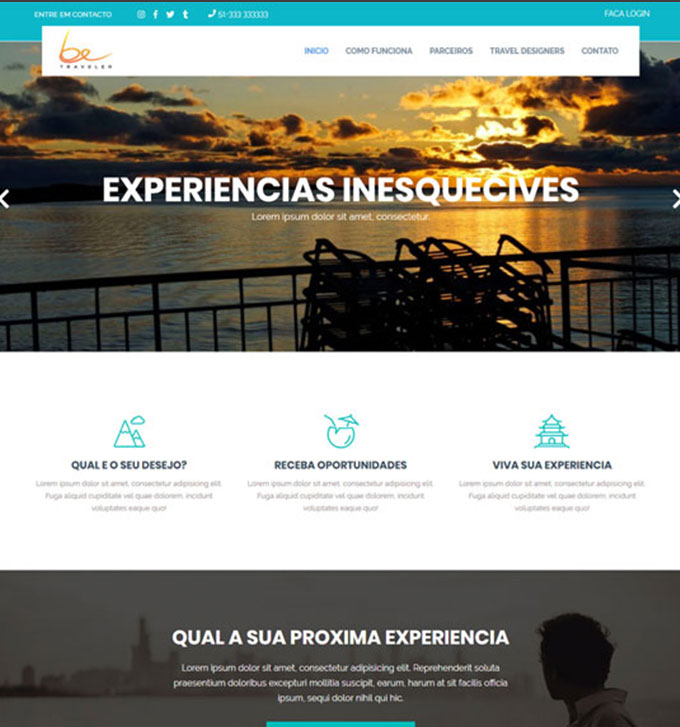 ENTRE EM CONTACTO
51-333 333333
FACA LOGIN
be
TRAVELER
INICIO
COMO FUNCIONA
PARCEIROS
TRAVEL DESIGNERS
CONTATO
EXPERIENCIAS INESQUECIVES
Lorem ipsum dolor sit amet, consectetur.
QUAL E O SEU DESEJO?
Lorem ipsum dolor sit amet, consectetur adipisicing elit.
Fuga aliquid cupiditate vel quae dolorem, incidunt
voluptates eaque quo!
RECEBA OPORTUNIDADES
Lorem ipsum dolor sit amet, consectetur adipisicing elit.
Fuga aliquid cupiditate vel quae dolorem, incidunt
voluptates eaque quo!
VIVA SUA EXPERIENCIA
Lorem ipsum dolor sit amet, consectetur adipisicing elit.
Fuga aliquid cupiditate vel quae dolorem, incidunt
voluptates eaque quo!
QUAL A SUA PROXIMA EXPERIENCIA
Lorem ipsum dolor sit amet, consectetur adipisicing elit. Reprehenderit soluta
praesentium doloribus excepturi mollitia suscipit, earum, harum at sit facilis officia
ipsum, sequi dolor nihil qui hic.